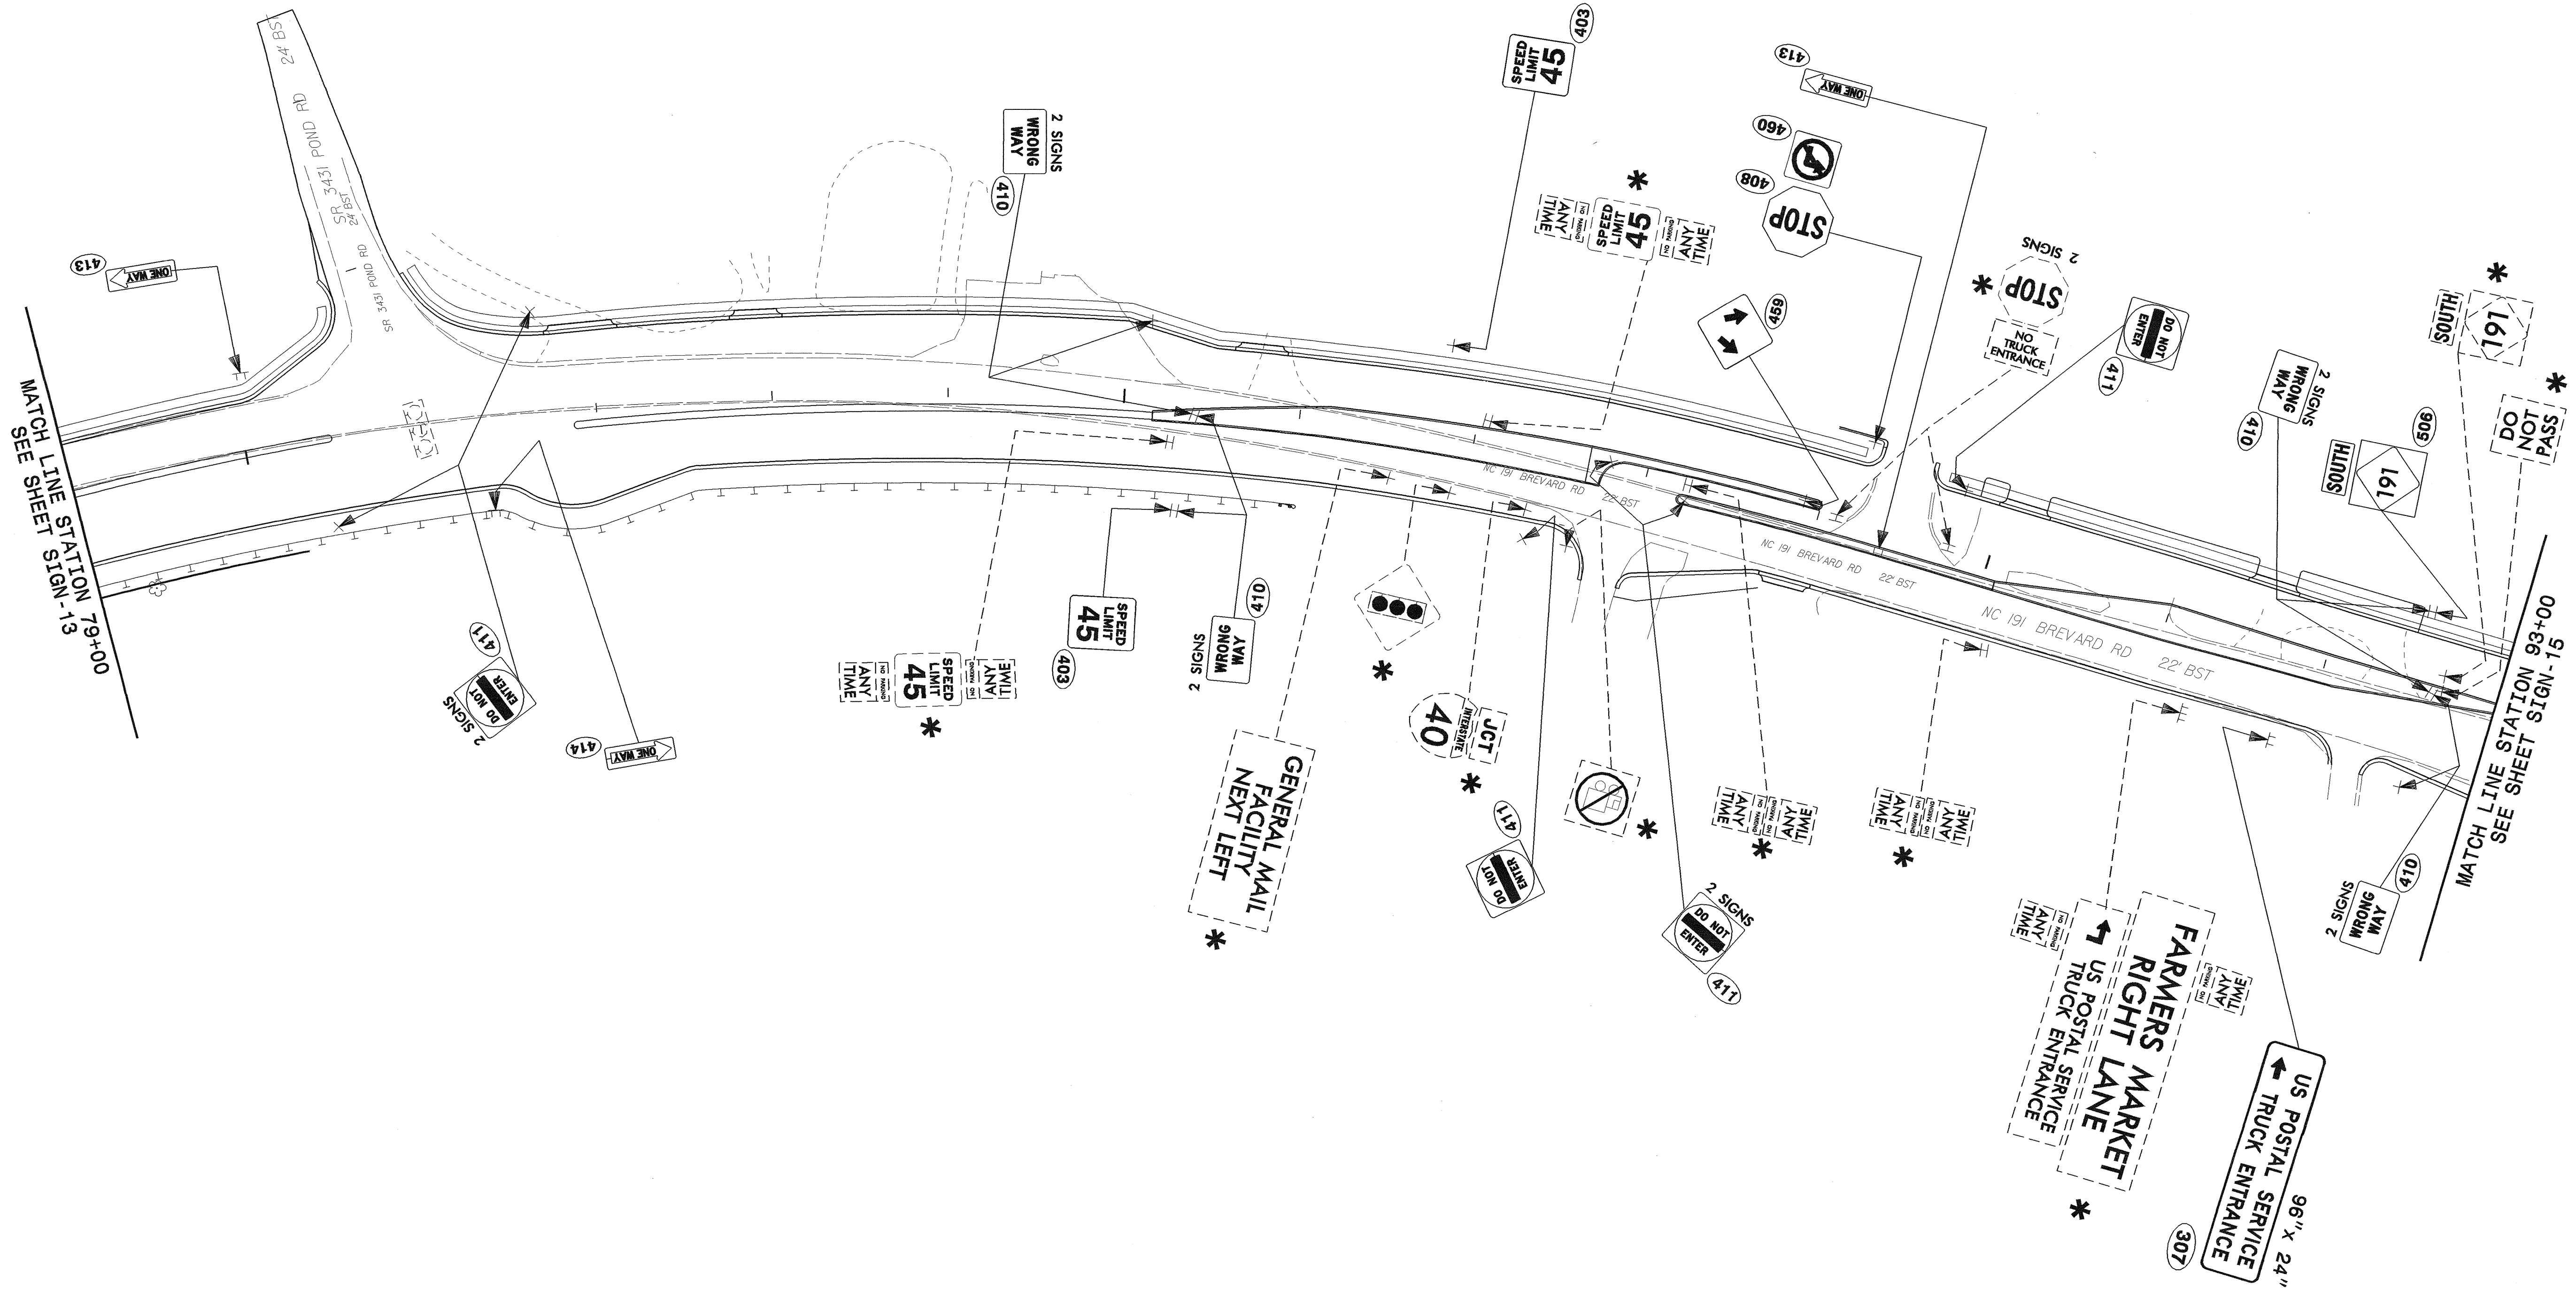 24' BST
SR 3431 POND RD
24' BST
SR 3431 POND RD
413
ONE WAY
MATCH LINE STATION 79+00
SEE SHEET SIGN-13
2 SIGNS
WRONG
WAY
410
403
SPEED
LIMIT
45
413
ONE WAY
460
408
STOP
*
ANY
TIME
NO PARKING
SPEED
LIMIT
45
NO PARKING
ANY
TIME
459
2 SIGNS
STOP
*
NO
TRUCK
ENTRANCE
DO NOT
ENTER
411
2 SIGNS
WRONG
WAY
410
*
SOUTH
191
*
DO
NOT
PASS
506
SOUTH
191
NC 191 BREVARD RD 22' BST
NC 191 BREVARD RD 22' BST
NC 191 BREVARD RD 22' BST
MATCH LINE STATION 93+00
SEE SHEET SIGN-15
411
DO NOT
ENTER
2 SIGNS
414
ONE WAY
ANY
TIME
NO PARKING
SPEED
LIMIT
45
NO PARKING
ANY
TIME
*
SPEED
LIMIT
45
403
410
WRONG
WAY
2 SIGNS
GENERAL MAIL
FACILITY
NEXT LEFT
*
*
JCT
INTERSTATE
40
*
411
DO NOT
ENTER
*
2 SIGNS
DO NOT
ENTER
411
ANY
TIME
NO PARKING
NO PARKING
ANY
TIME
*
ANY
TIME
NO PARKING
NO PARKING
ANY
TIME
*
ANY
TIME
NO PARKING
US POSTAL SERVICE
TRUCK ENTRANCE
FARMERS MARKET
RIGHT LANE
NO PARKING
ANY
TIME
*
US POSTAL SERVICE
TRUCK ENTRANCE
96" X 24"
307
410
WRONG
WAY
2 SIGNS